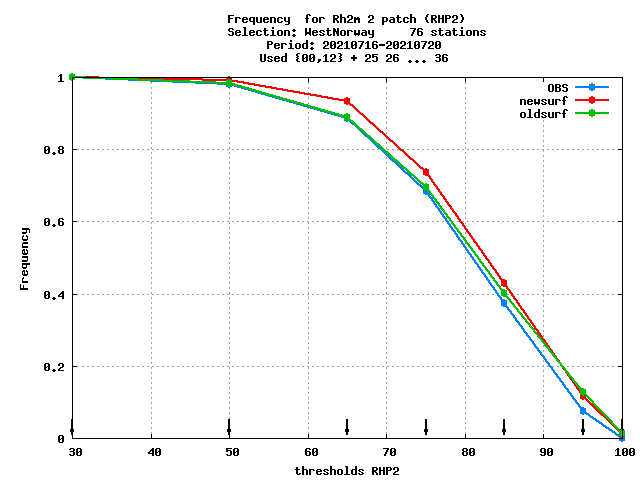 Frequency  for Rh2m 2 patch (RHP2)
Selection: WestNorway     76 stations
Period: 20210716-20210720
Used {00,12} + 25 26 ... 36
OBS
newsurf
oldsurf
1
0.8
0.6
0.4
0.2
0
Frequency
30 40 50 60 70 80 90 100
thresholds RHP2